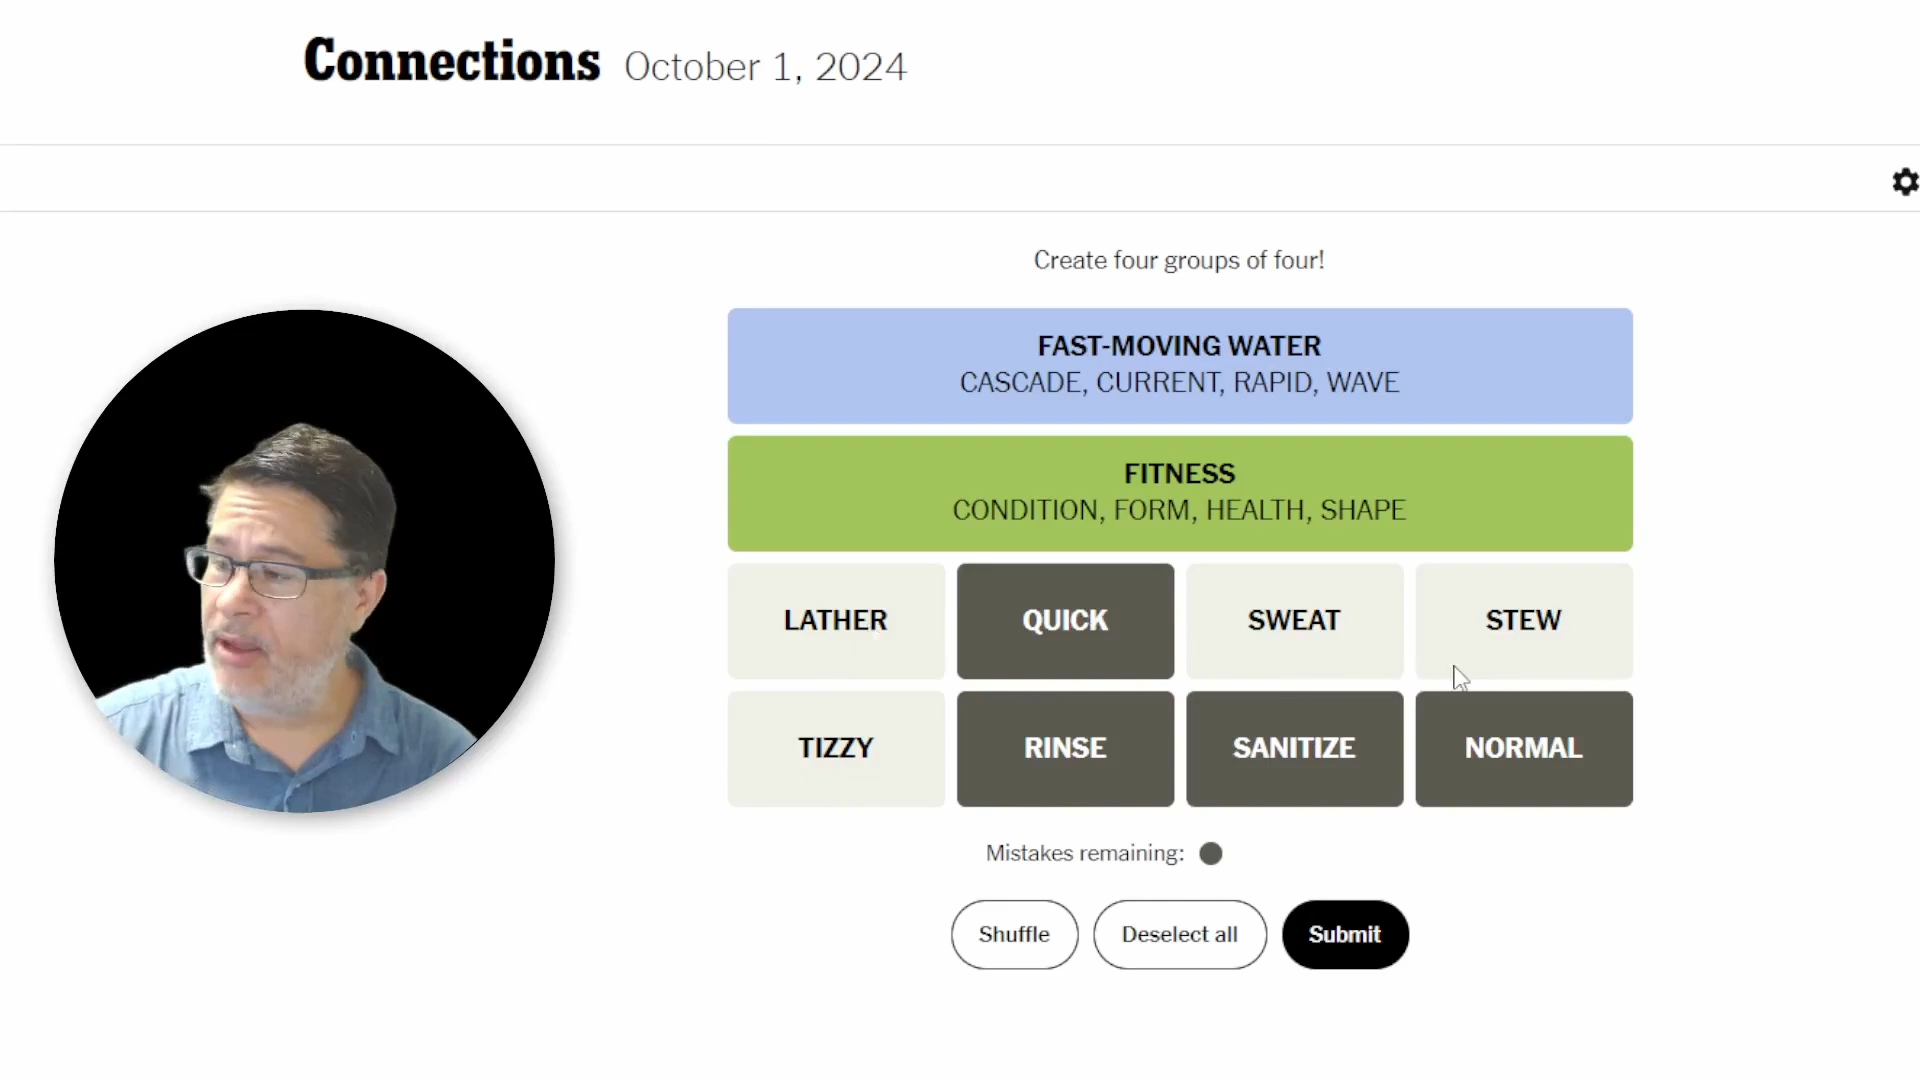 Connections October 1, 2024
Create four groups of four!
FAST-MOVING WATER
CASCADE, CURRENT, RAPID, WAVE
FITNESS
CONDITION, FORM, HEALTH, SHAPE
LATHER QUICK SWEAT STEW
TIZZY RINSE SANITIZE NORMAL
Mistakes remaining:
Shuffle Deselect all Submit